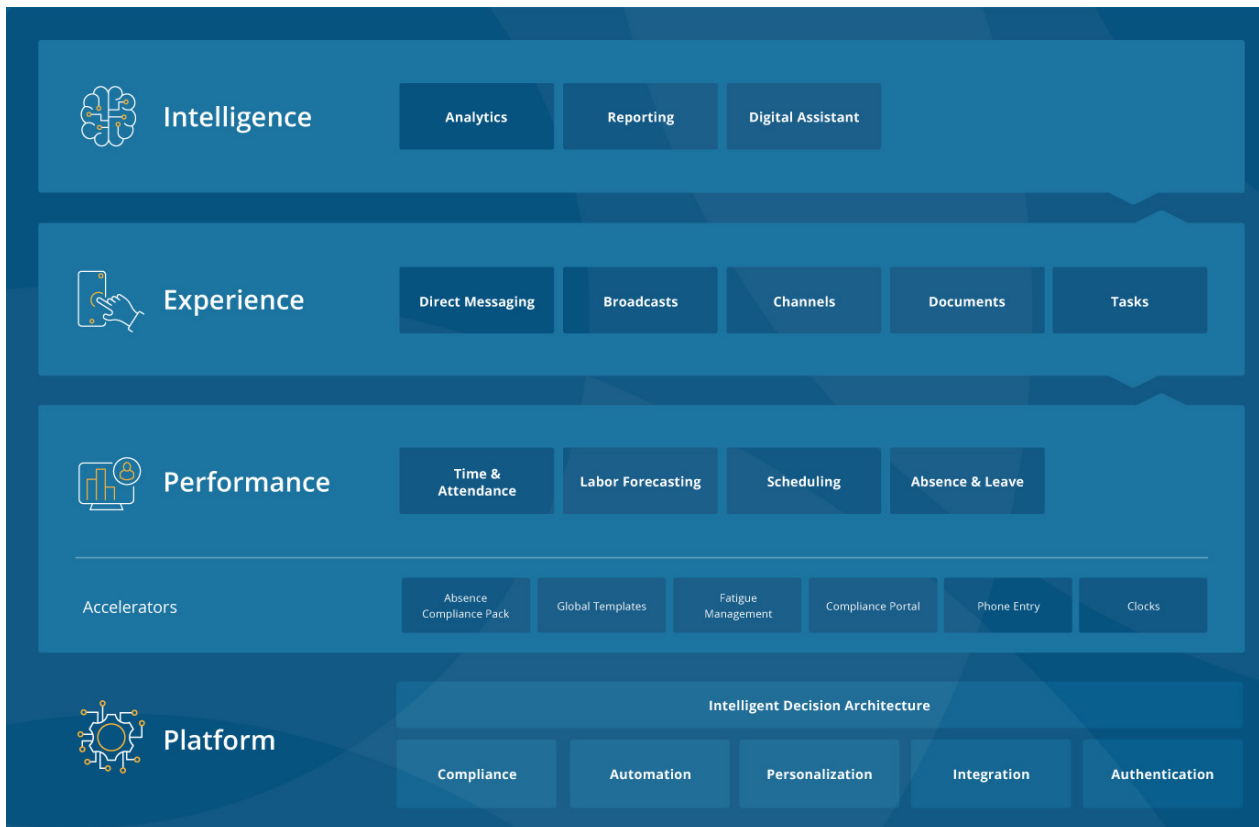 Intelligence
Analytics
Reporting
Digital Assistant
Experience
Direct Messaging
Broadcasts
Channels
Documents
Tasks
Performance
Time &
Attendance
Labor Forecasting
Scheduling
Absence & Leave
Accelerators
Absence
Compliance Pack
Global Templates
Fatigue
Management
Compliance Portal
Phone Entry
Clocks
Platform
Intelligent Decision Architecture
Compliance
Automation
Personalization
Integration
Authentication